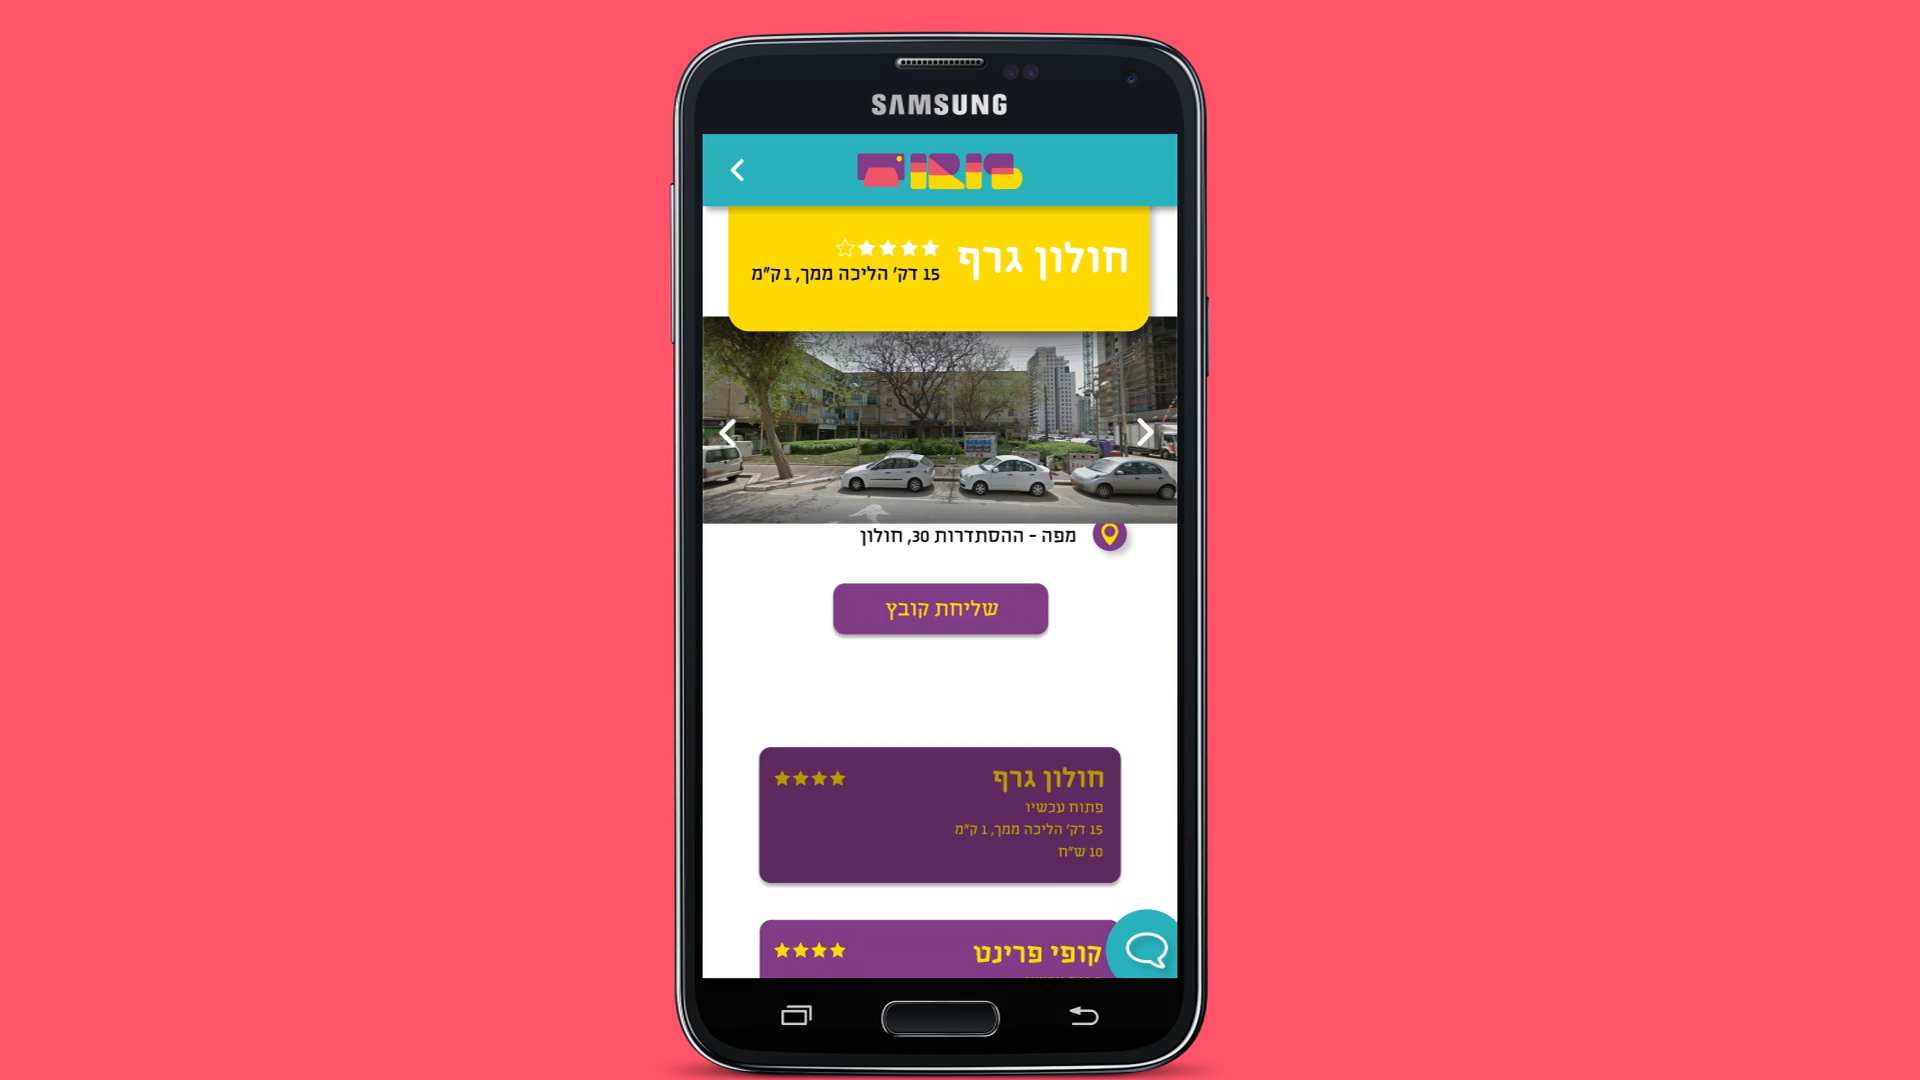 SAMSUNG
חולון גרף
15 דק' הליכה ממך, 1 ק"מ
מפה - ההסתדרות 30, חולון
שליחת קובץ
חולון גרף
פתוח עכשיו
15 דק' הליכה ממך, 1 ק"מ
10 ש"ח
קופי פרינט